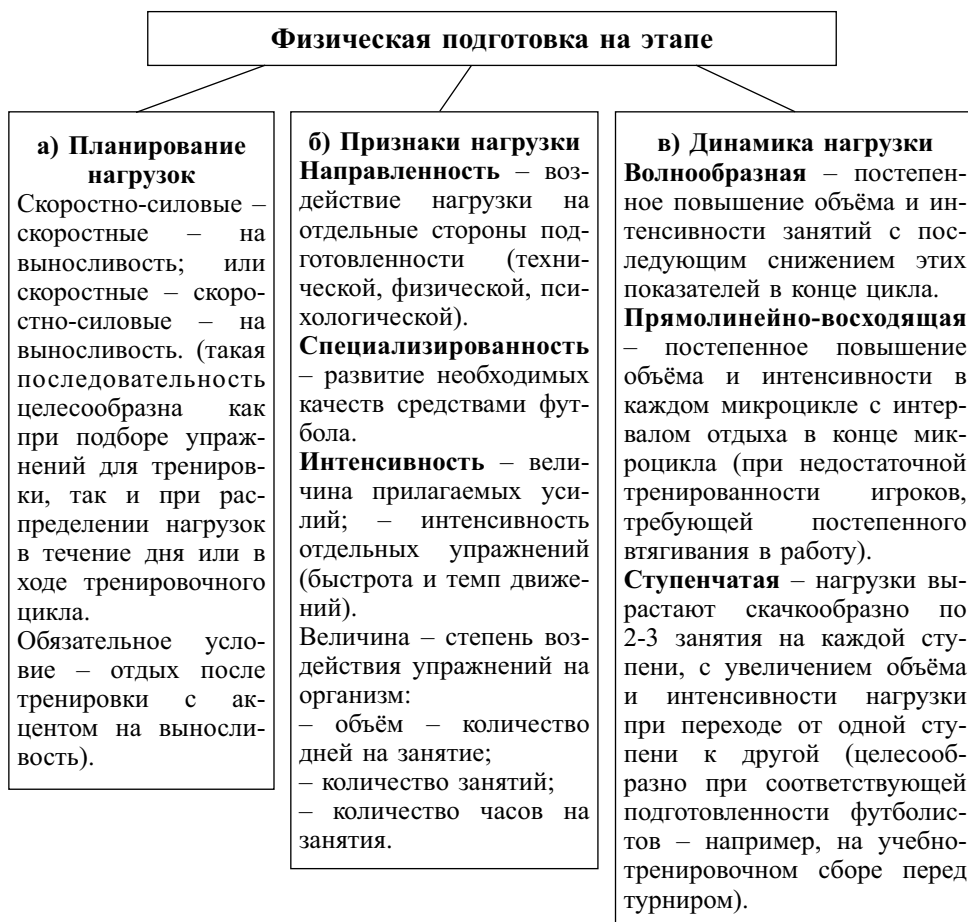 Физическая подготовка на этапе
а) Планирование
нагрузок
Скоростно-силовые –
скоростные – на
выносливость; или
скоростные – скоро-
стно-силовые – на
выносливость. (такая
последовательность
целесообразна как
при подборе упраж-
нений для трениров-
ки, так и при рас-
пределении нагрузок
в течение дня или в
ходе тренировочного
цикла.
Обязательное усло-
вие – отдых после
тренировки с ак-
центом на выносли-
вость).
б) Признаки нагрузки
Направленность – воз-
действие нагрузки на
отдельные стороны под-
готовленности (техни-
ческой, физической, пси-
хологической).
Специализированность
– развитие необходимых
качеств средствами фут-
бола.
Интенсивность – вели-
чина прилагаемых уси-
лий; – интенсивность
отдельных упражнений
(быстрота и темп движе-
ний).
Величина – степень воз-
действия упражнений на
организм:
– объём – количество
дней на занятие;
– количество занятий;
– количество часов на
занятия.
в) Динамика нагрузки
Волнообразная – постепен-
ное повышение объёма и ин-
тенсивности занятий с пос-
ледующим снижением этих
показателей в конце цикла.
Прямолинейно-восходящая
– постепенное повышение
объёма и интенсивности в
каждом микроцикле с интер-
валом отдыха в конце мик-
роцикла (при недостаточной
тренированности игроков,
требующей постепенного
втягивания в работу).
Ступенчатая – нагрузки вы-
растают скачкообразно по
2-3 занятия на каждой сту-
пени, с увеличением объёма
и интенсивности нагрузки
при переходе от одной сту-
пени к другой (целесооб-
разно при соответствующей
подготовленности футболис-
тов – например, на учебно-
тренировочном сборе перед
турниром).